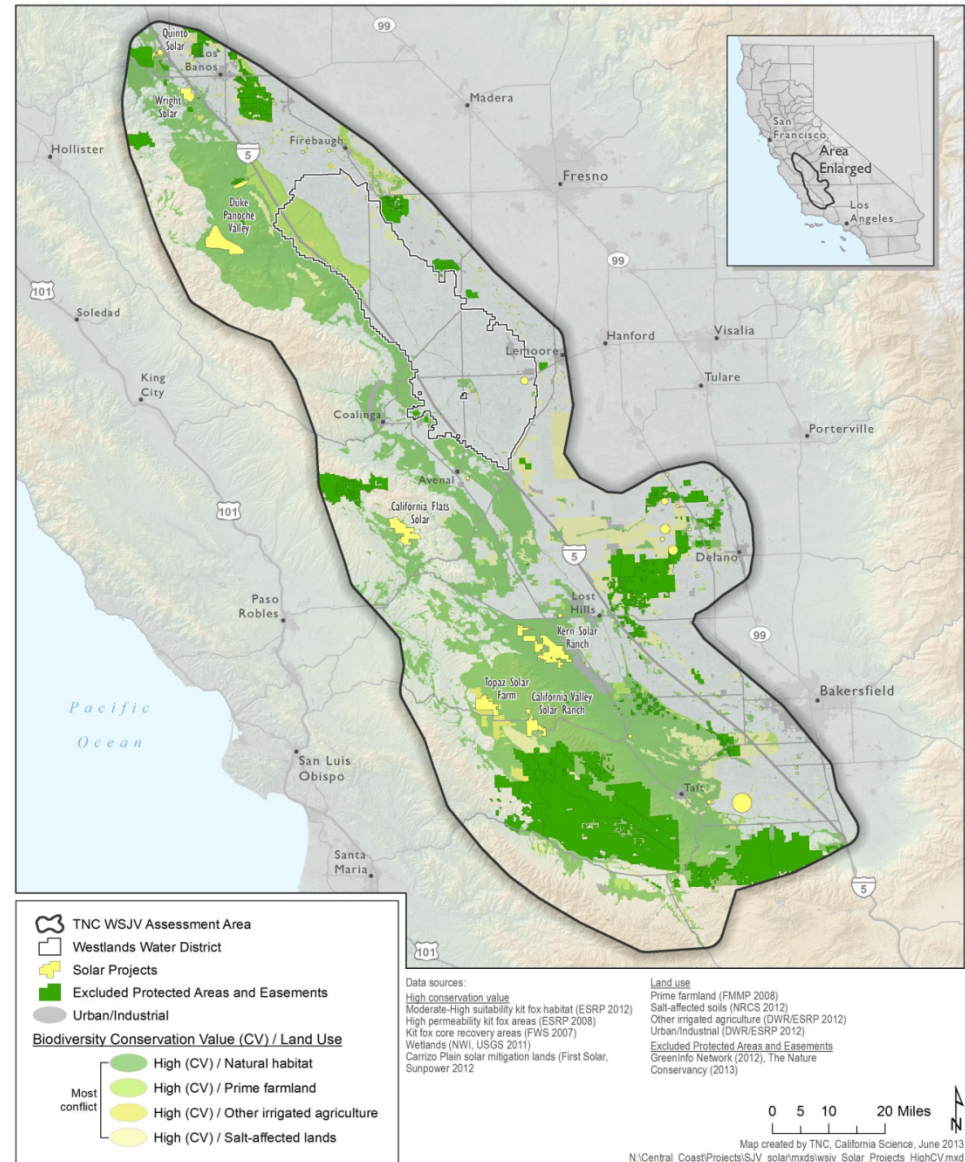 99
Quinto
Solar
Los
Banos
Madera
Wright
Solar
Firebaugh
Hollister
5
Fresno
Duke
Panoche
Valley
San
Francisco
Area
Enlarged
Los
Angeles
99
101
Soledad
Hanford
Visalia
Lemoore
Tulare
King
City
Coalinga
Porterville
Avenal
California Flats
Solar
101
5
Delano
Paso
Robles
Lost
Hills
99
Kern Solar
Ranch
Topaz Solar
Farm
California Valley
Solar Ranch
Bakersfield
Pacific
Ocean
San Luis
Obispo
Taft
Santa
Maria
5
101
TNC WSJV Assessment Area
Westlands Water District
Solar Projects
Excluded Protected Areas and Easements
Urban/Industrial
Biodiversity Conservation Value (CV) / Land Use
Most
conflict
High (CV) / Natural habitat
High (CV) / Prime farmland
High (CV) / Other irrigated agriculture
High (CV) / Salt-affected lands
Data sources:
High conservation value
Moderate-High suitability kit fox habitat (ESRP 2012)
High permeability kit fox areas (ESRP 2008)
Kit fox core recovery areas (FWS 2007)
Wetlands (NWI, USGS 2011)
Carrizo Plain solar mitigation lands (First Solar,
Sunpower 2012
Land use
Prime farmland (FMMP 2008)
Salt-affected soils (NRCS 2012)
Other irrigated agriculture (DWR/ESRP 2012)
Urban/Industrial (DWR/ESRP 2012)
Excluded Protected Areas and Easements
GreenInfo Network (2012), The Nature
Conservancy (2013)
0 5 10 20 Miles
N
Map created by TNC, California Science, June 2013
N:\Central_Coast\Projects\SJV_solar\mxds\wsjv_Solar_Projects_HighCV.mxd